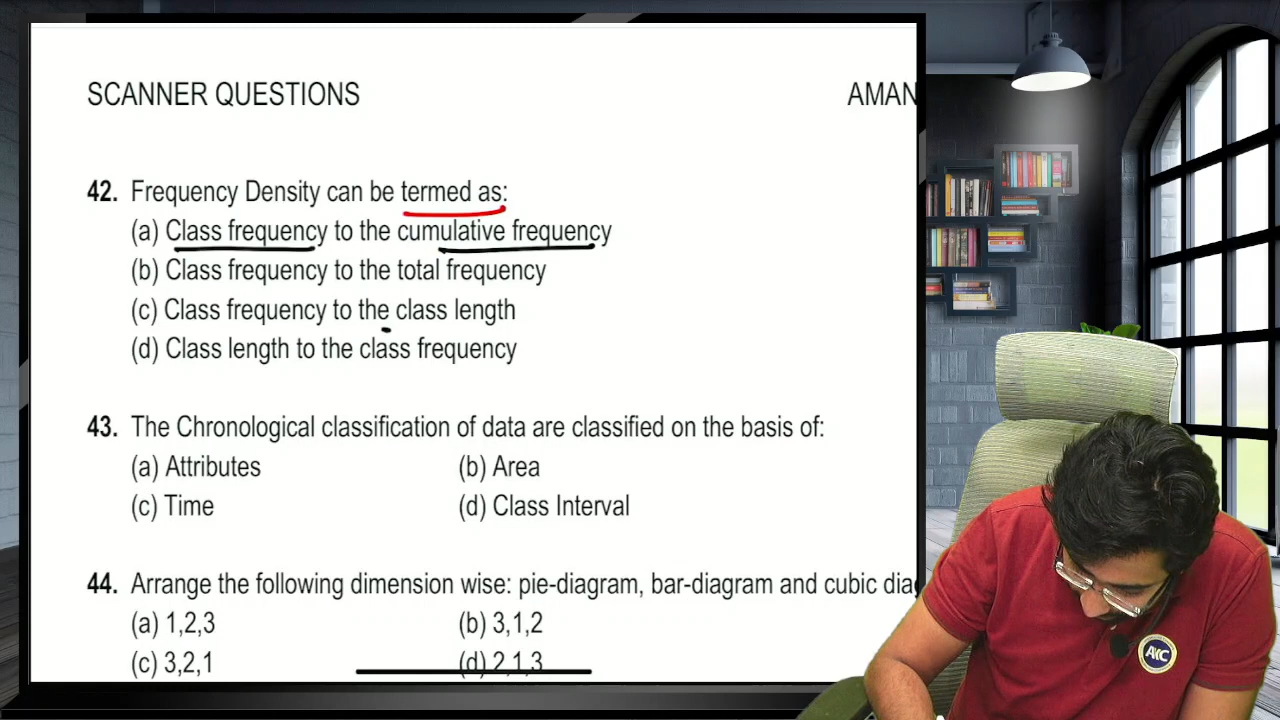 SCANNER QUESTIONS
AMAN
42. Frequency Density can be termed as:
(a) Class frequency to the cumulative frequency
(b) Class frequency to the total frequency
(c) Class frequency to the class length
(d) Class length to the class frequency
43. The Chronological classification of data are classified on the basis of:
(a) Attributes (b) Area
(c) Time (d) Class Interval
44. Arrange the following dimension wise: pie-diagram, bar-diagram and cubic dia
(a) 1,2,3 (b) 3,1,2
(c) 3,2,1 (d) 2,1,3